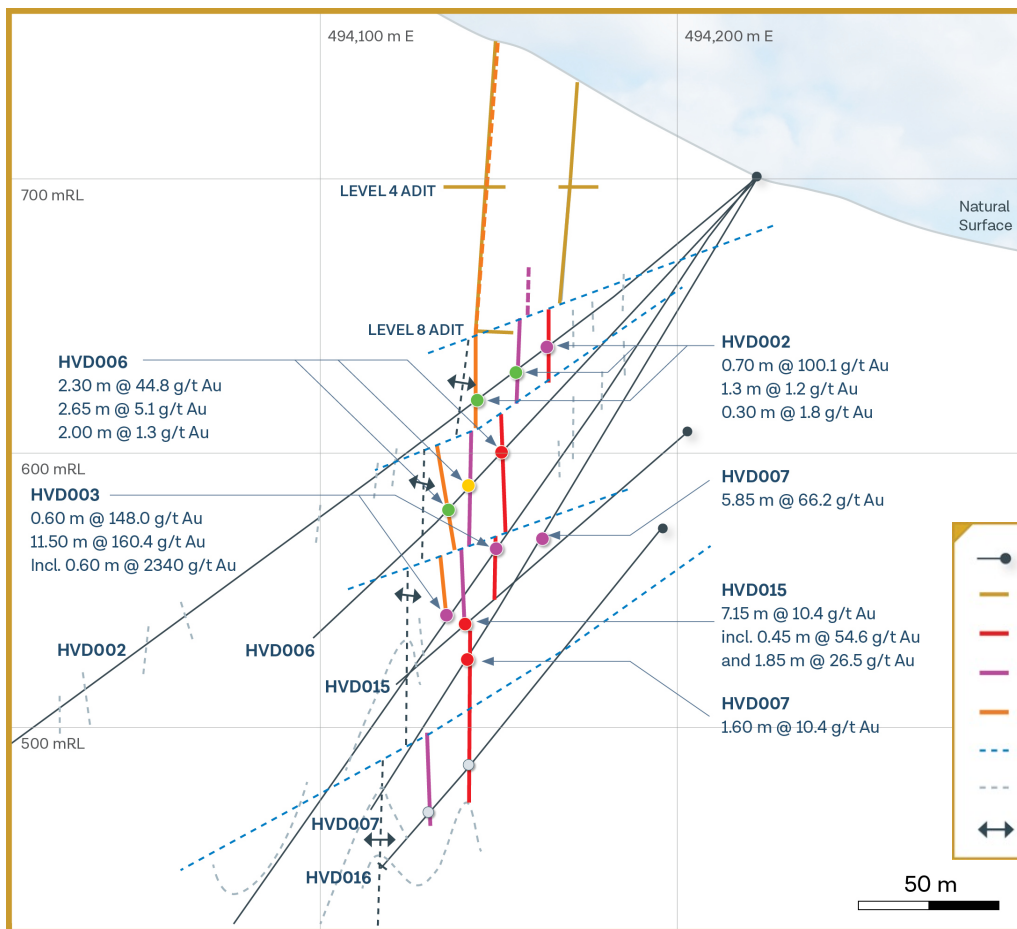 494,100 m E
494,200 m E
700 mRL
LEVEL 4 ADIT
Natural
Surface
LEVEL 8 ADIT
HVD006
2.30 m @ 44.8 g/t Au
2.65 m @ 5.1 g/t Au
2.00 m @ 1.3 g/t Au
HVD002
0.70 m @ 100.1 g/t Au
1.3 m @ 1.2 g/t Au
0.30 m @ 1.8 g/t Au
600 mRL
HVD003
0.60 m @ 148.0 g/t Au
11.50 m @ 160.4 g/t Au
Incl. 0.60 m @ 2340 g/t Au
HVD007
5.85 m @ 66.2 g/t Au
HVD015
7.15 m @ 10.4 g/t Au
incl. 0.45 m @ 54.6 g/t Au
and 1.85 m @ 26.5 g/t Au
HVD002
HVD006
HVD015
HVD007
1.60 m @ 10.4 g/t Au
500 mRL
HVD007
HVD016
50 m